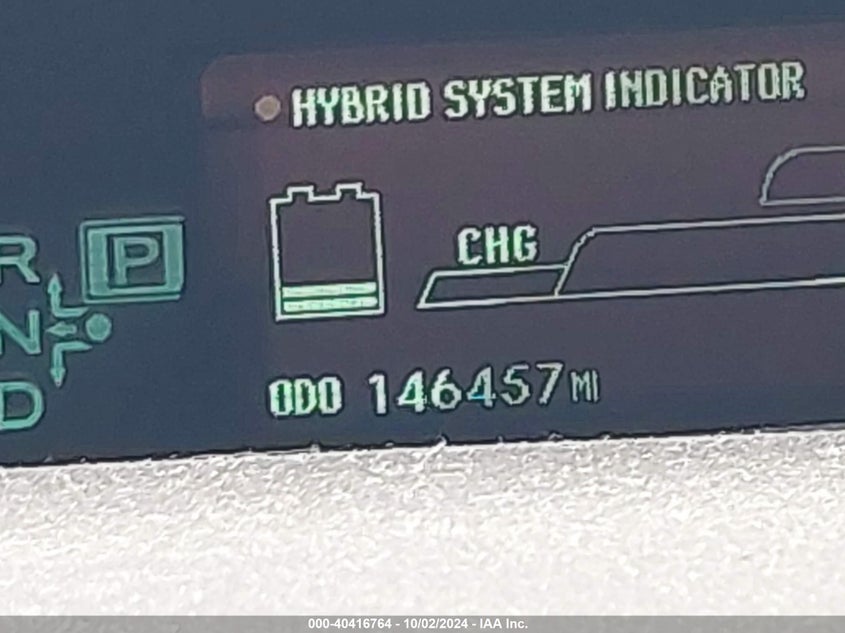 HYBRID SYSTEM INDICATOR
CHG
R P
N
D
ODO 146457 MI
000-40416764 - 10/02/2024 - IAA Inc.